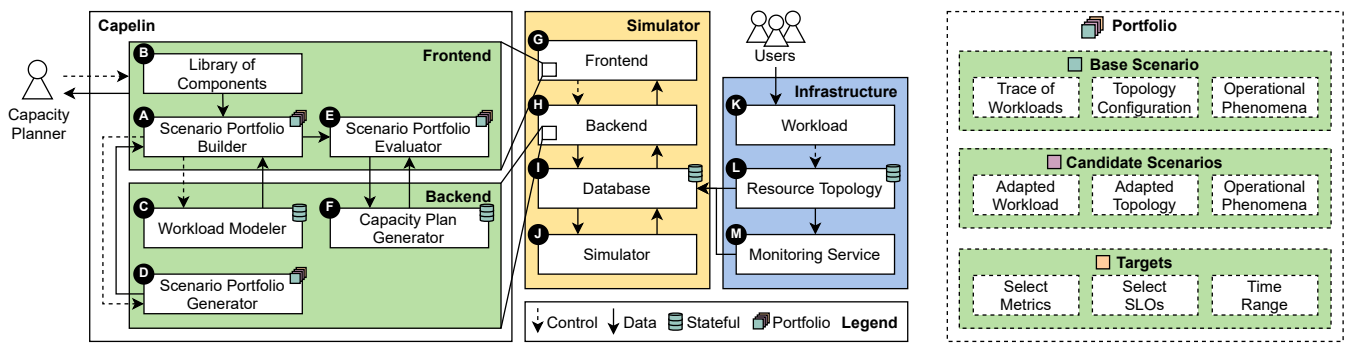 Capacity
Planner
Capelin
Frontend
B
Library of
Components
A
Scenario Portfolio
Builder
E
Scenario Portfolio
Evaluator
Backend
C
Workload Modeler
F
Capacity Plan
Generator
D
Scenario Portfolio
Generator
Simulator
G
Frontend
H
Backend
I
Database
J
Simulator
Users
Infrastructure
K
Workload
L
Resource Topology
M
Monitoring Service
Control
Data
Stateful
Portfolio
Legend
Portfolio
Base Scenario
Trace of
Workloads
Topology
Configuration
Operational
Phenomena
Candidate Scenarios
Adapted
Workload
Adapted
Topology
Operational
Phenomena
Targets
Select
Metrics
Select
SLOs
Time
Range